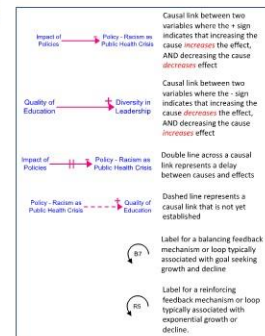 Impact of Policies
Policy - Racism as Public Health Crisis
Causal link between two
variables where the + sign
indicates that increasing the
cause increases the effect,
AND decreasing the cause
decreases effect
Quality of Education
Diversity in Leadership
+
Causal link between two
variables where the - sign
indicates that increasing the
cause decreases the effect,
AND decreasing the cause
increases effect
Impact of Policies
Policy - Racism as Public Health Crisis
Double line across a causal
link represents a delay
between causes and effects
Policy - Racism as Public Health Crisis
+
Quality of Education
Dashed line represents a
causal link that is not yet
established
B7
Label for a balancing feedback
mechanism or loop typically
associated with goal seeking
growth and decline
R5
Label for a reinforcing
feedback mechanism or loop
typically associated with
exponential growth or
decline.